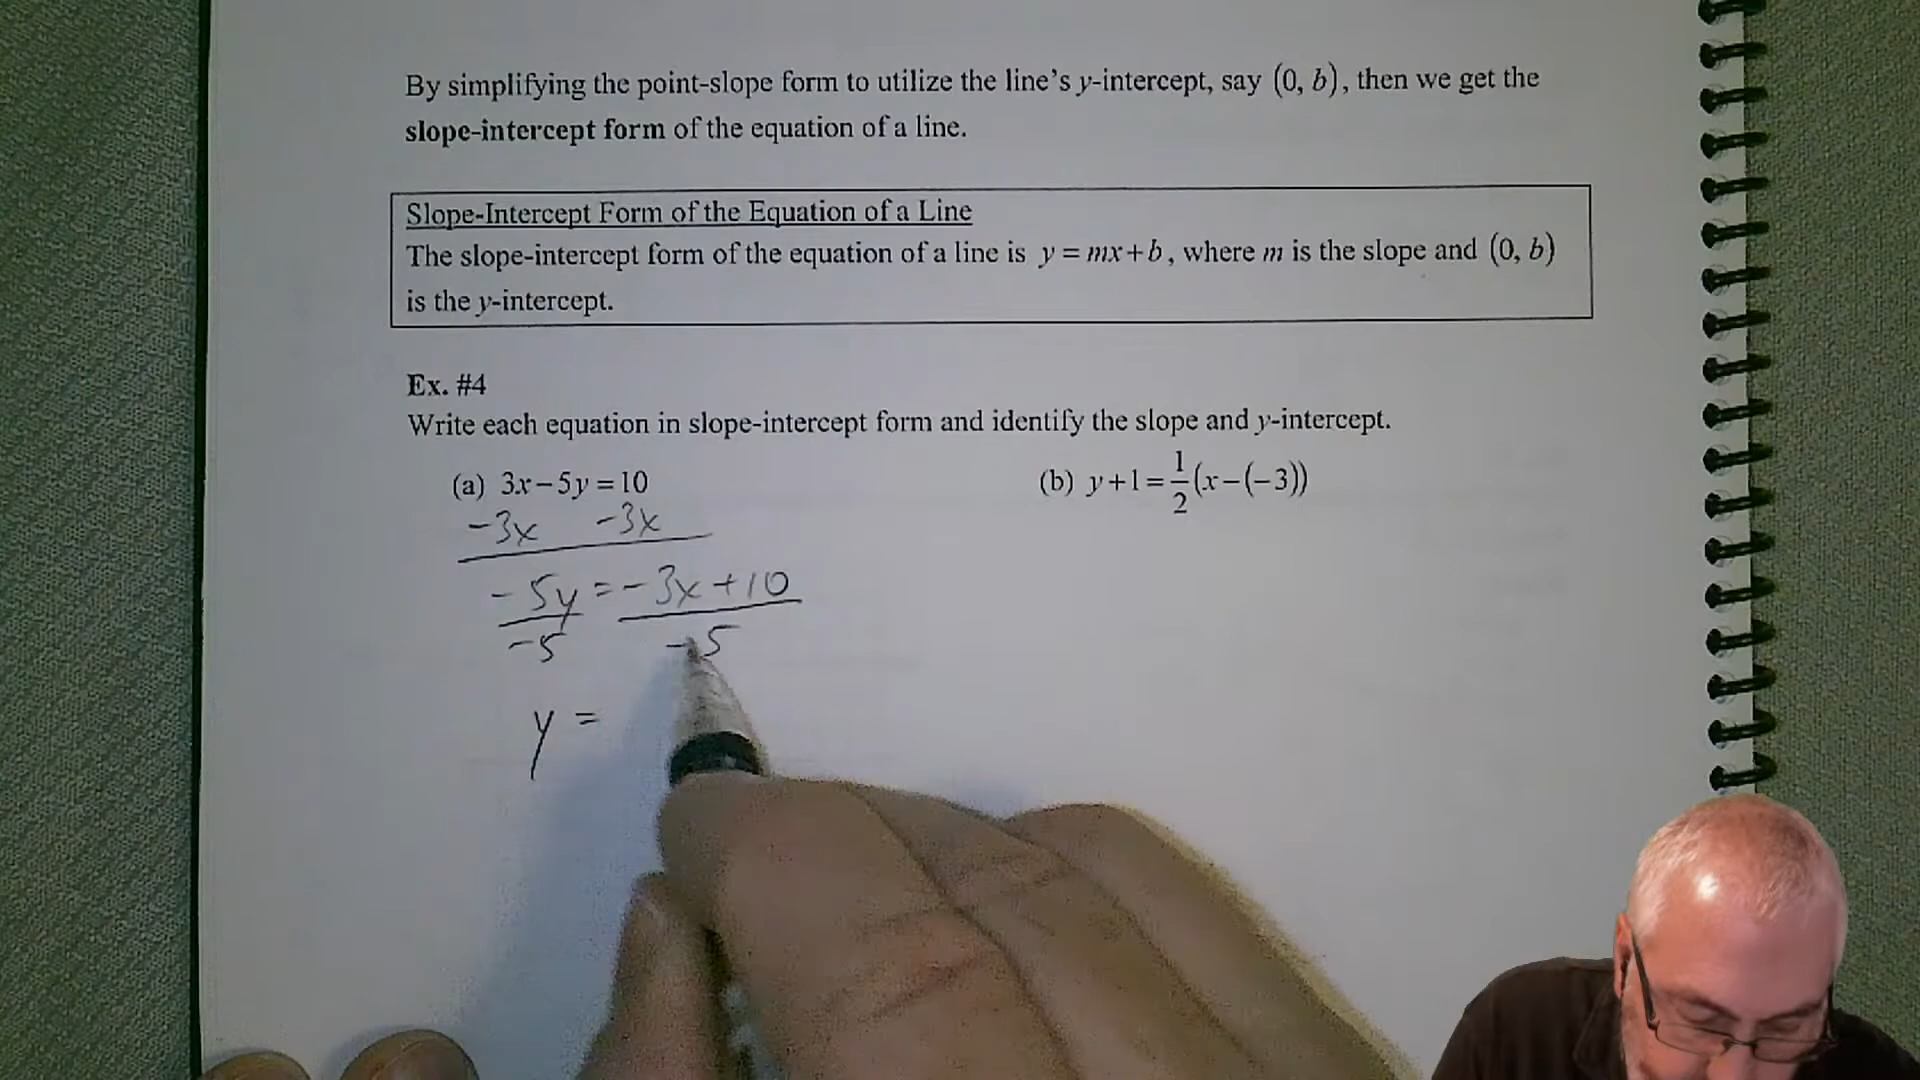 By simplifying the point-slope form to utilize the line's y-intercept, say (0, b), then we get the
slope-intercept form of the equation of a line.
Slope-Intercept Form of the Equation of a Line
The slope-intercept form of the equation of a line is y = mx + b, where m is the slope and (0, b)
is the y-intercept.
Ex. #4
Write each equation in slope-intercept form and identify the slope and y-intercept.
(a) 3x − 5y = 10
-3x -3x
-5y = -3x + 10
-5 -5
y =
(b) y + 1 = 1/2 (x − (−3))